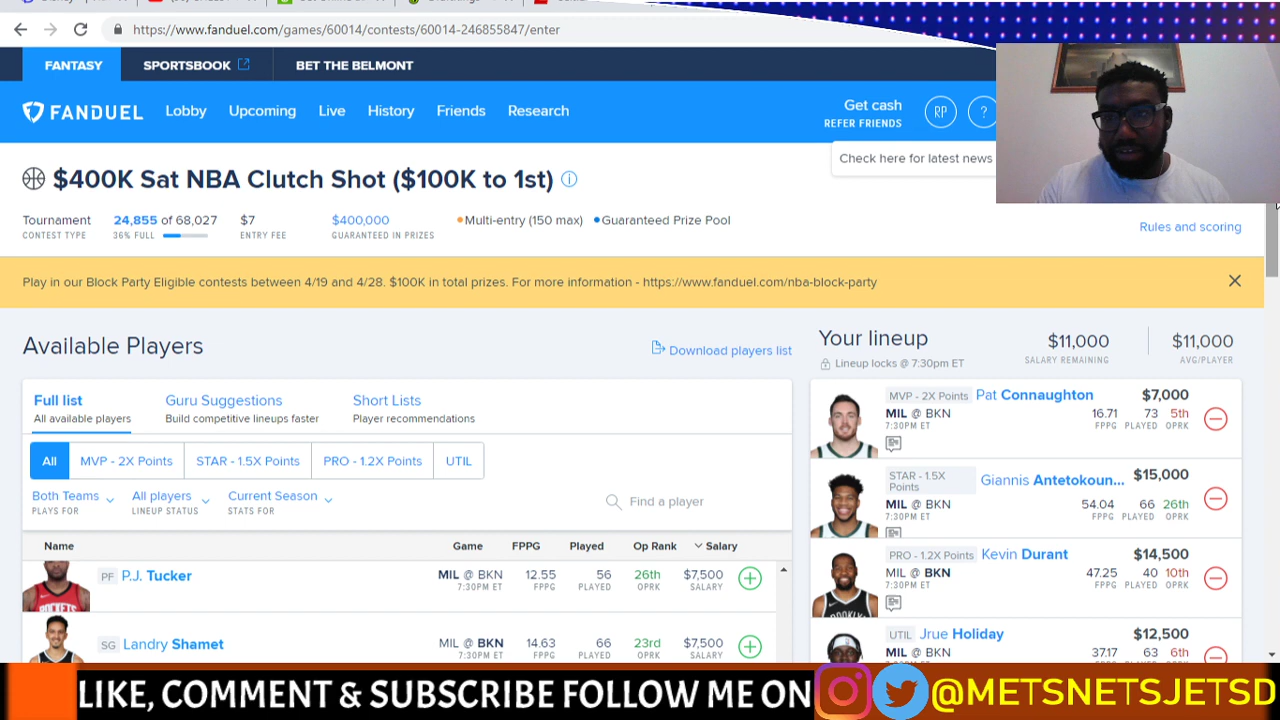 https://www.fanduel.com/games/60014/contests/60014-246855847/enter
FANTASY SPORTSBOOK BET THE BELMONT
FANDUEL Lobby Upcoming Live History Friends Research
Get cash
REFER FRIENDS
RP ?
Check here for latest news
$400K Sat NBA Clutch Shot ($100K to 1st)
Tournament 24,855 of 68,027 $7 $400,000 Multi-entry (150 max) Guaranteed Prize Pool
CONTEST TYPE 36% FULL ENTRY FEE GUARANTEED IN PRIZES
Rules and scoring
Play in our Block Party Eligible contests between 4/19 and 4/28. $100K in total prizes. For more information - https://www.fanduel.com/nba-block-party
Available Players
Download players list
Full list Guru Suggestions Short Lists
All available players Build competitive lineups faster Player recommendations
All MVP - 2X Points STAR - 1.5X Points PRO - 1.2X Points UTIL
Both Teams All players Current Season
PLAYS FOR LINEUP STATUS STATS FOR
Find a player
Name Game FPPG Played Op Rank Salary
ROCKETS
PF P.J. Tucker MIL @ BKN 12.55 56 26th $7,500
7:30PM ET FPPG PLAYED OPRK SALARY
SG Landry Shamet MIL @ BKN 14.63 66 23rd $7,500
7:30PM ET FPPG PLAYED OPRK SALARY
Your lineup $11,000 $11,000
Lineup locks @ 7:30pm ET SALARY REMAINING AVG/PLAYER
MVP - 2X Points Pat Connaughton $7,000
MIL @ BKN 16.71 73 5th
7:30PM ET FPPG PLAYED OPRK
STAR - 1.5X Points Giannis Antetokoun... $15,000
MIL @ BKN 54.04 66 26th
7:30PM ET FPPG PLAYED OPRK
PRO - 1.2X Points Kevin Durant $14,500
MIL @ BKN 47.25 40 10th
7:30PM ET FPPG PLAYED OPRK
UTIL Jrue Holiday $12,500
MIL @ BKN 37.17 63 6th
LIKE, COMMENT & SUBSCRIBE FOLLOW ME ON @METSNETSJETSD